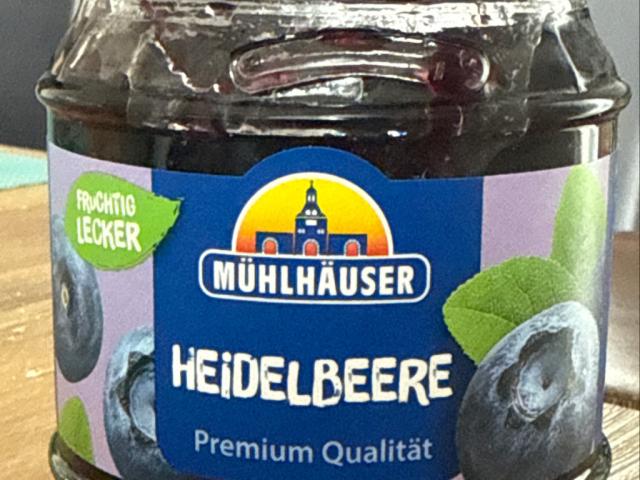 FRUCHTIG
LECKER
MÜHLHÄUSER
HEIDELBEERE
Premium Qualität